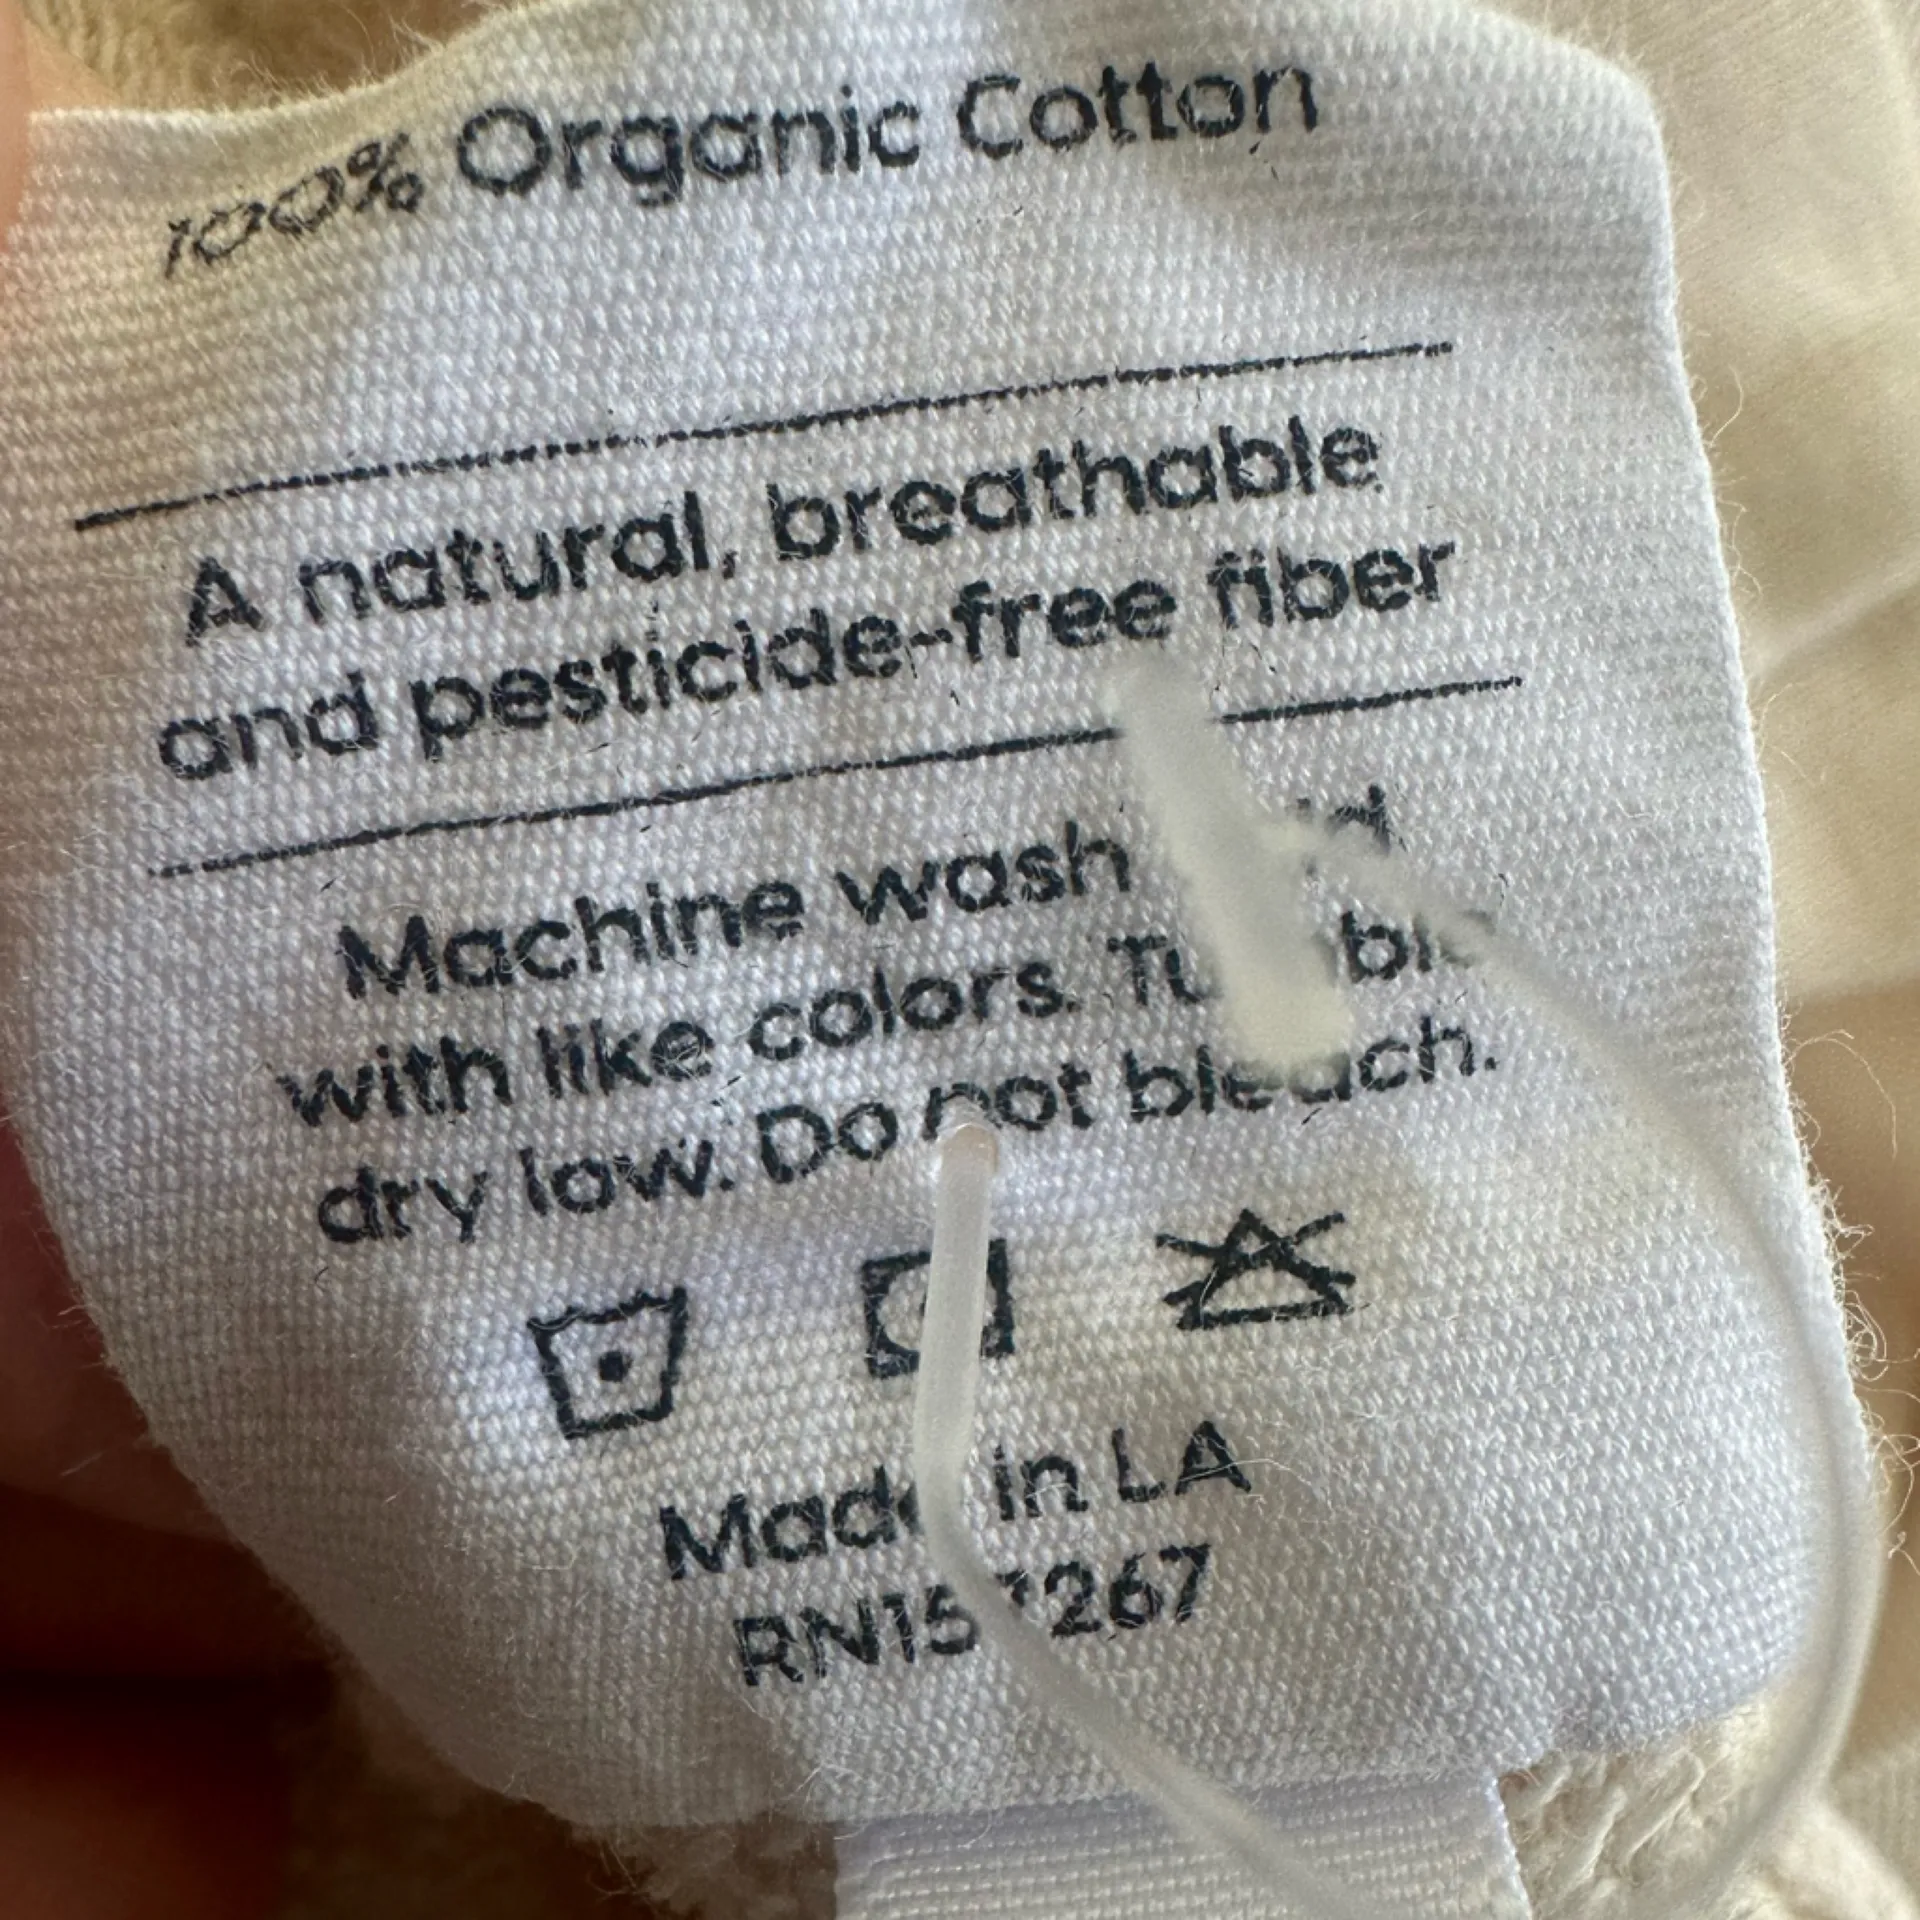 100% Organic Cotton
A natural, breathable
and pesticide-free fiber
Machine wash
with like colors.
dry low. Do not bleach.
Made in LA